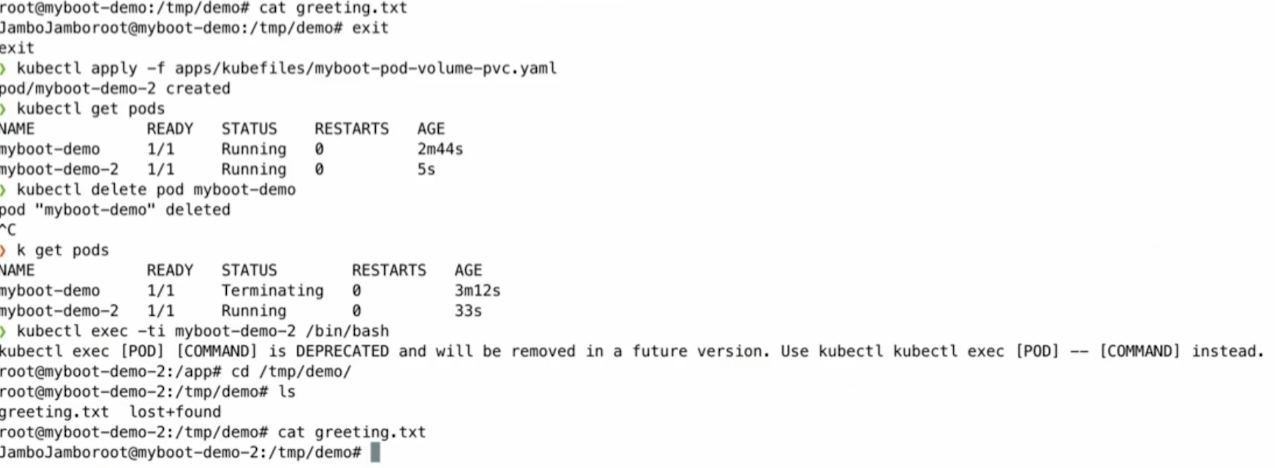 root@myboot-demo:/tmp/demo# cat greeting.txt
JamboJamboroot@myboot-demo:/tmp/demo# exit
exit
❯ kubectl apply -f apps/kubefiles/myboot-pod-volume-pvc.yaml
pod/myboot-demo-2 created
❯ kubectl get pods
NAME READY STATUS RESTARTS AGE
myboot-demo 1/1 Running 0 2m44s
myboot-demo-2 1/1 Running 0 5s
❯ kubectl delete pod myboot-demo
pod "myboot-demo" deleted
^C
❯ k get pods
NAME READY STATUS RESTARTS AGE
myboot-demo 1/1 Terminating 0 3m12s
myboot-demo-2 1/1 Running 0 33s
❯ kubectl exec -ti myboot-demo-2 /bin/bash
kubectl exec [POD] [COMMAND] is DEPRECATED and will be removed in a future version. Use kubectl kubectl exec [POD] -- [COMMAND] instead.
root@myboot-demo-2:/app# cd /tmp/demo/
root@myboot-demo-2:/tmp/demo# ls
greeting.txt lost+found
root@myboot-demo-2:/tmp/demo# cat greeting.txt
JamboJamboroot@myboot-demo-2:/tmp/demo#